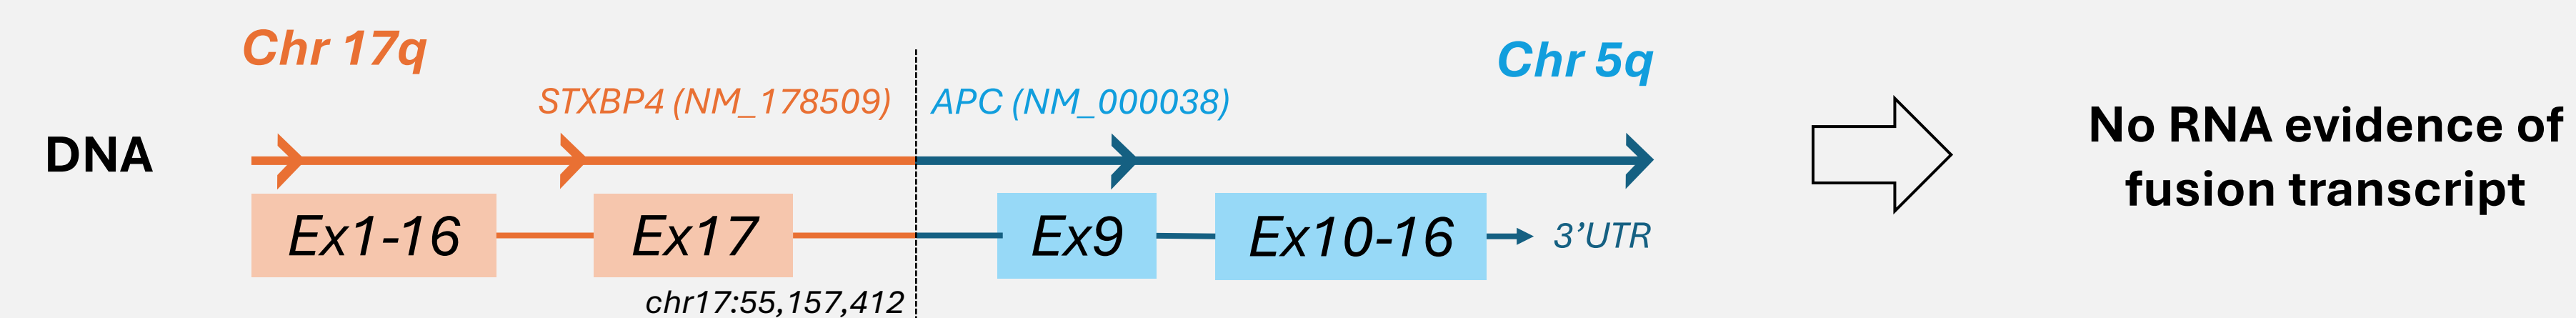 Chr 17q
Chr 5q
STXBP4 (NM_178509)
APC (NM_000038)
DNA
No RNA evidence of
fusion transcript
Ex1-16
Ex17
Ex9
Ex10-16
3’UTR
chr17:55,157,412